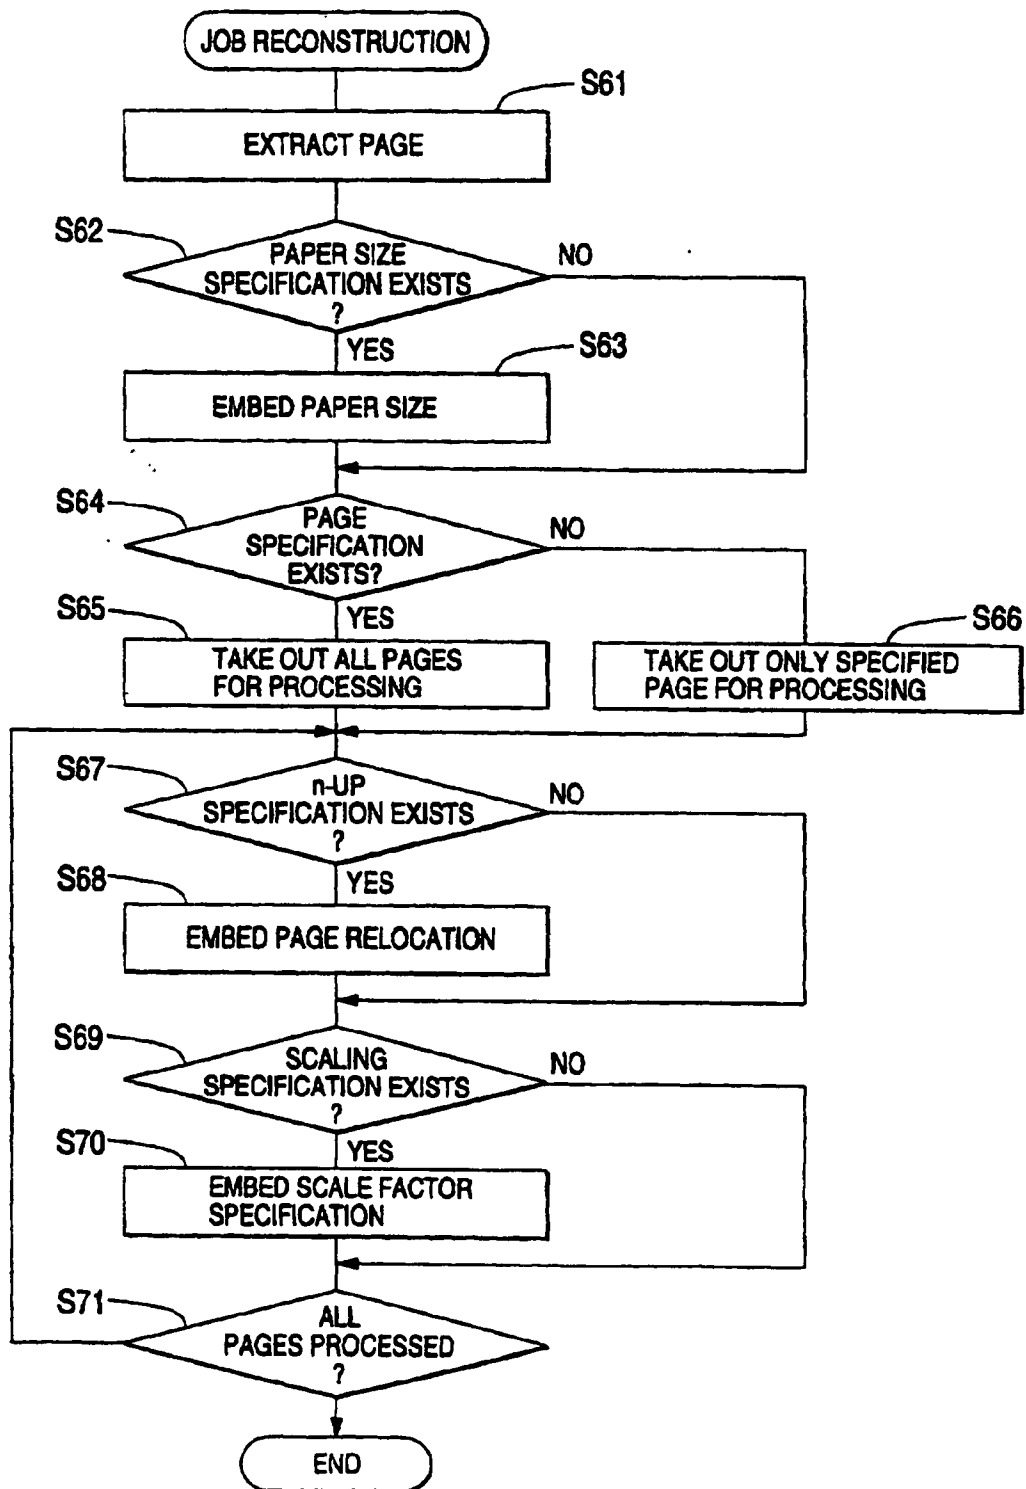 JOB RECONSTRUCTION
S61
EXTRACT PAGE
S62
PAPER SIZE
SPECIFICATION EXISTS
?
NO
YES
S63
EMBED PAPER SIZE
S64
PAGE
SPECIFICATION
EXISTS?
NO
YES
S65
TAKE OUT ALL PAGES
FOR PROCESSING
S66
TAKE OUT ONLY SPECIFIED
PAGE FOR PROCESSING
S67
n-UP
SPECIFICATION EXISTS
?
NO
YES
S68
EMBED PAGE RELOCATION
S69
SCALING
SPECIFICATION EXISTS
?
NO
YES
S70
EMBED SCALE FACTOR
SPECIFICATION
S71
ALL
PAGES PROCESSED
?
END